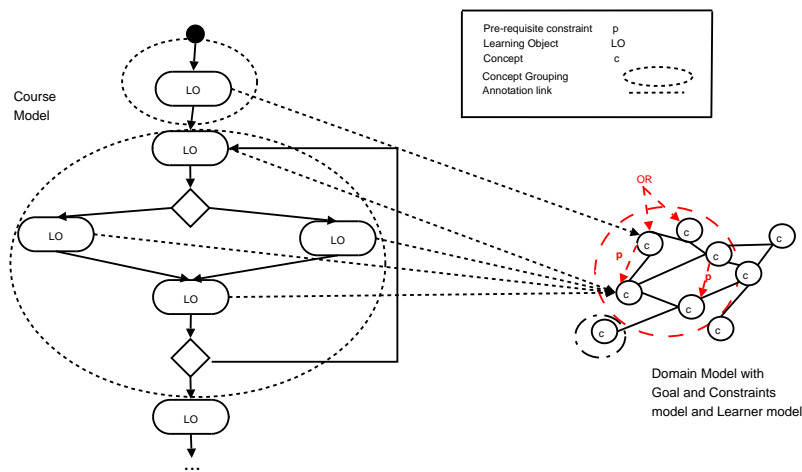 Pre-requisite constraint p
Learning Object LO
Concept c
Concept Grouping
Annotation link
Course
Model
LO
LO
LO
LO
LO
LO
...
OR
c
c
c
c
p
c
c
p
c
c
c
Domain Model with
Goal and Constraints
model and Learner model